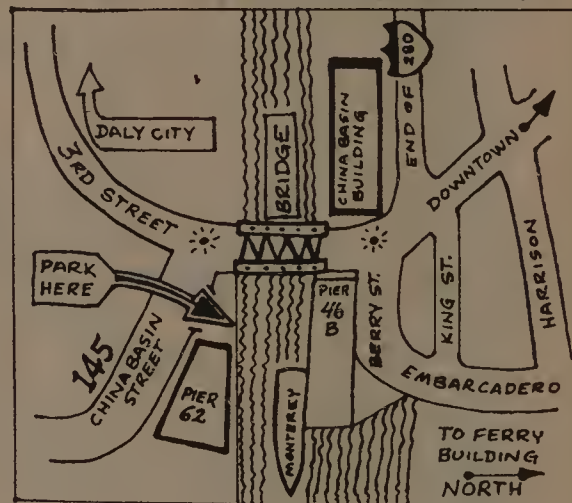 280
END OF
DALY CITY
BRIDGE
CHINA BASIN
BUILDING
DOWNTOWN
3RD STREET
HARRISON
PARK
HERE
PIER
46
B
BERRY ST.
KING ST.
145
CHINA BASIN
STREET
PIER
62
MONTEREY
EMBARCADERO
TO FERRY
BUILDING
NORTH